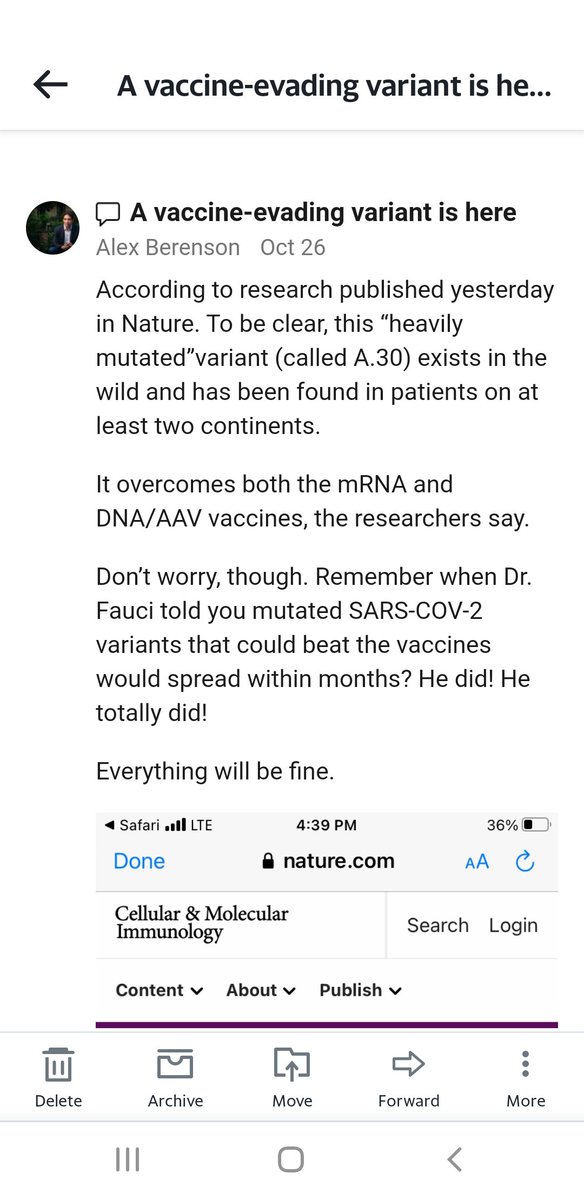 A vaccine-evading variant is he...
A vaccine-evading variant is here
Alex Berenson Oct 26
According to research published yesterday
in Nature. To be clear, this “heavily
mutated”variant (called A.30) exists in the
wild and has been found in patients on at
least two continents.
It overcomes both the mRNA and
DNA/AAV vaccines, the researchers say.
Don’t worry, though. Remember when Dr.
Fauci told you mutated SARS-COV-2
variants that could beat the vaccines
would spread within months? He did! He
totally did!
Everything will be fine.
Safari LTE 4:39 PM 36%
Done nature.com AA
Cellular & Molecular
Immunology
Search Login
Content About Publish
Delete Archive Move Forward More